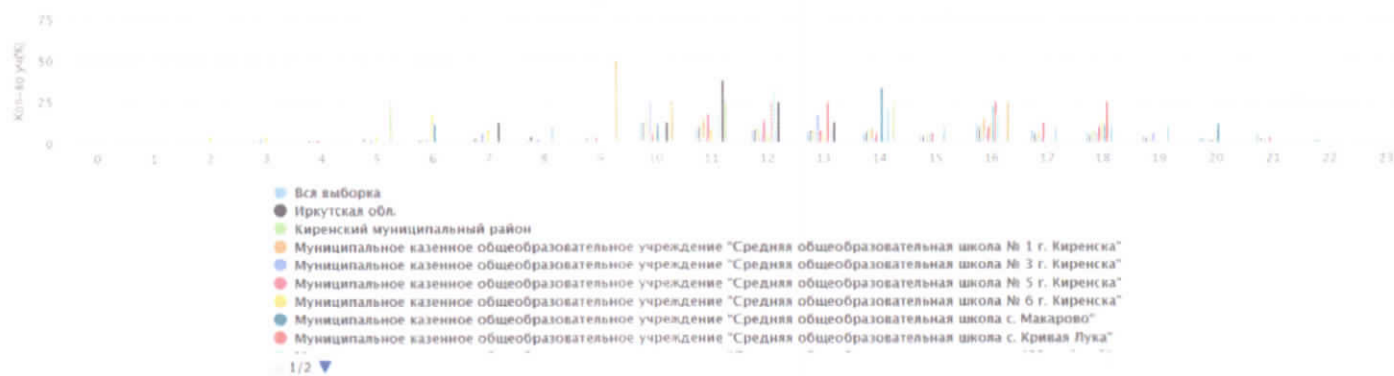 75
50
25
0
Кол-во уч(%)
0 1 2 3 4 5 6 7 8 9 10 11 12 13 14 15 16 17 18 19 20 21 22 23
Вся выборка
Иркутская обл.
Киренский муниципальный район
Муниципальное казенное общеобразовательное учреждение "Средняя общеобразовательная школа № 1 г. Киренска"
Муниципальное казенное общеобразовательное учреждение "Средняя общеобразовательная школа № 3 г. Киренска"
Муниципальное казенное общеобразовательное учреждение "Средняя общеобразовательная школа № 5 г. Киренска"
Муниципальное казенное общеобразовательное учреждение "Средняя общеобразовательная школа № 6 г. Киренска"
Муниципальное казенное общеобразовательное учреждение "Средняя общеобразовательная школа с. Макарово"
Муниципальное казенное общеобразовательное учреждение "Средняя общеобразовательная школа с. Кривая Лука"
1/2 ▼